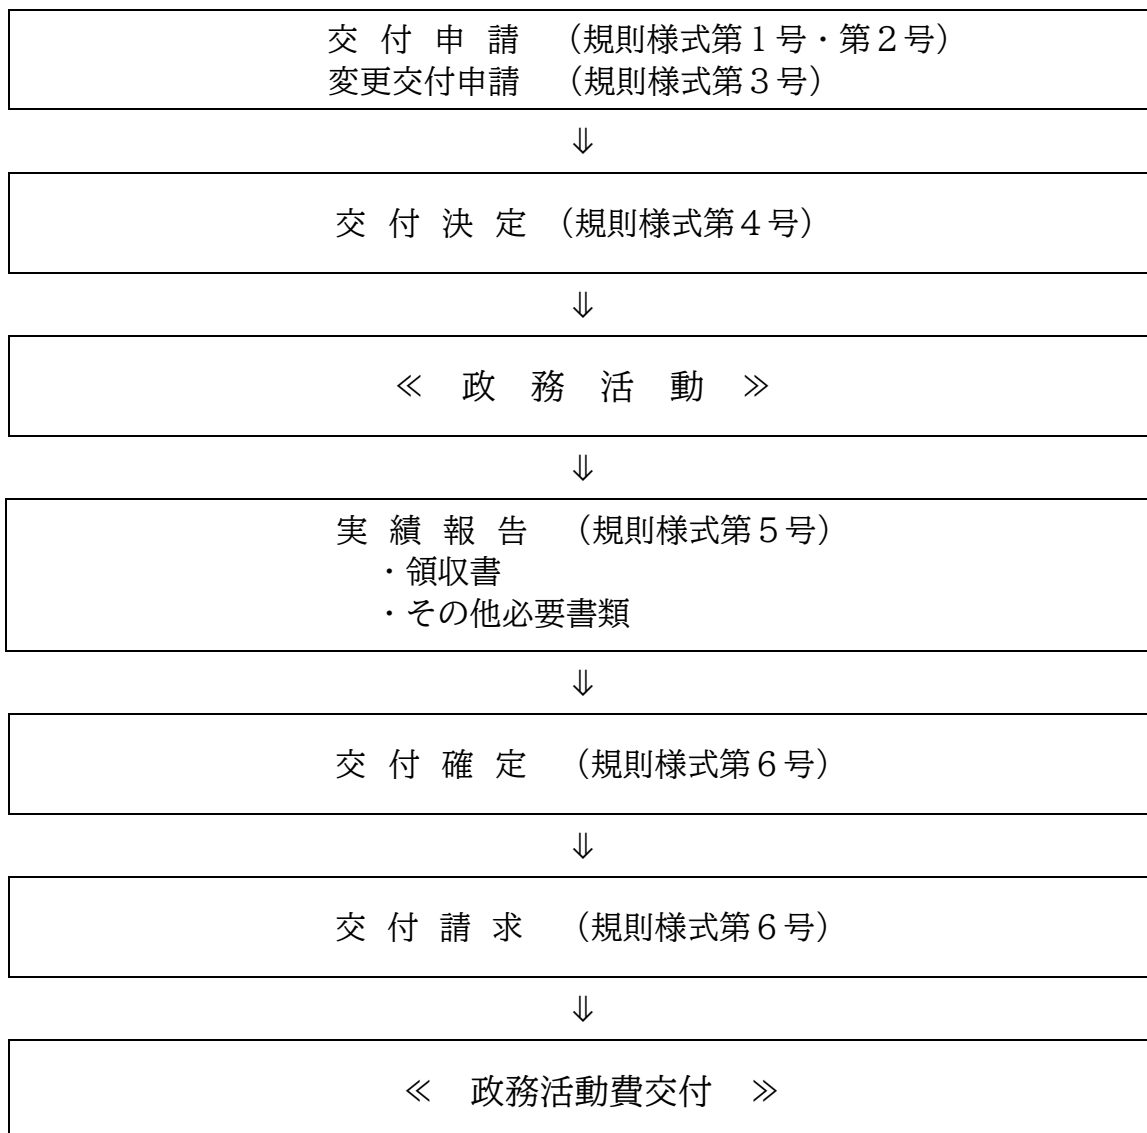 交 付 申 請 （規則様式第１号・第２号）
変更交付申請 （規則様式第３号）
⇓
交 付 決 定 （規則様式第４号）
⇓
≪ 政 務 活 動 ≫
⇓
実 績 報 告 （規則様式第５号）
・領収書
・その他必要書類
⇓
交 付 確 定 （規則様式第６号）
⇓
交 付 請 求 （規則様式第６号）
⇓
≪ 政務活動費交付 ≫